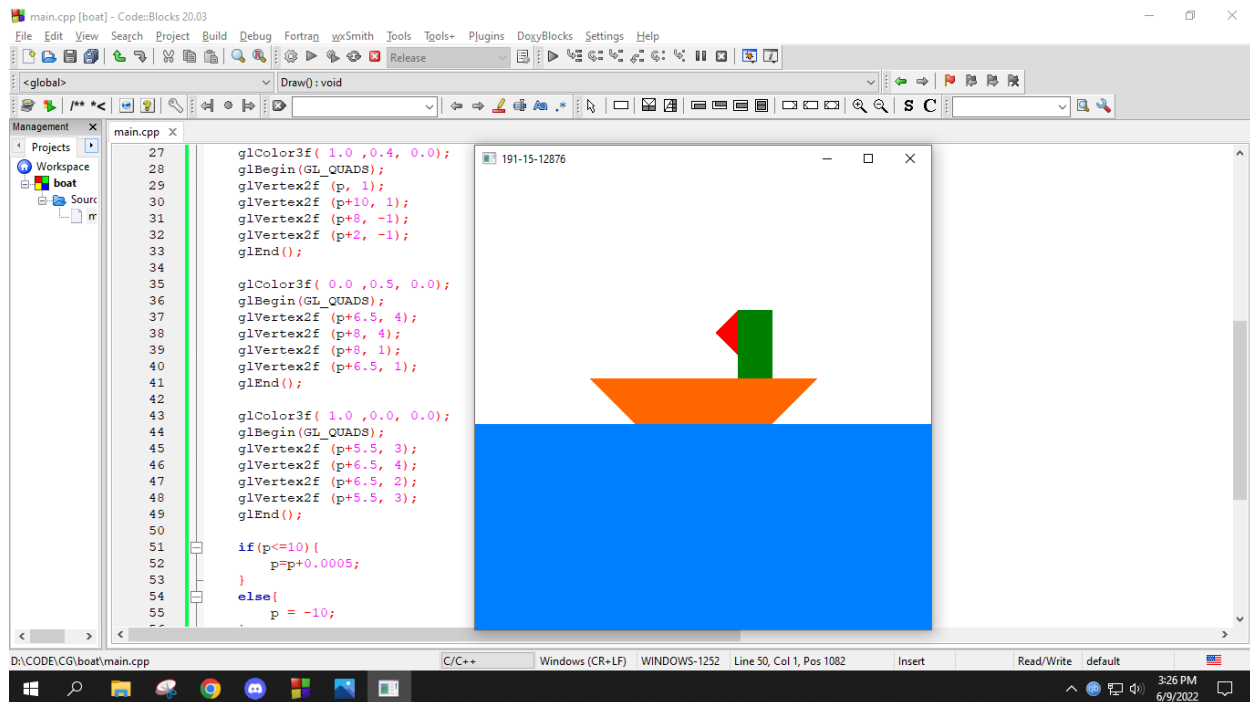 main.cpp [boat] - Code::Blocks 20.03
File Edit View Search Project Build Debug Fortran wxSmith Tools Tools+ Plugins DoxyBlocks Settings Help
Release
<global> Draw() : void
/** *< S C
Management X main.cpp X
Projects
Workspace
boat
Sourc
m
27 glColor3f( 1.0 ,0.4, 0.0);
28 glBegin(GL_QUADS);
29 glVertex2f (p, 1);
30 glVertex2f (p+10, 1);
31 glVertex2f (p+8, -1);
32 glVertex2f (p+2, -1);
33 glEnd();
34
35 glColor3f( 0.0 ,0.5, 0.0);
36 glBegin(GL_QUADS);
37 glVertex2f (p+6.5, 4);
38 glVertex2f (p+8, 4);
39 glVertex2f (p+8, 1);
40 glVertex2f (p+6.5, 1);
41 glEnd();
42
43 glColor3f( 1.0 ,0.0, 0.0);
44 glBegin(GL_QUADS);
45 glVertex2f (p+5.5, 3);
46 glVertex2f (p+6.5, 4);
47 glVertex2f (p+6.5, 2);
48 glVertex2f (p+5.5, 3);
49 glEnd();
50
51 if(p<=10){
52 p=p+0.0005;
53 }
54 else{
55 p = -10;
191-15-12876
D:\CODE\CG\boat\main.cpp C/C++ Windows (CR+LF) WINDOWS-1252 Line 50, Col 1, Pos 1082 Insert Read/Write default
3:26 PM
6/9/2022